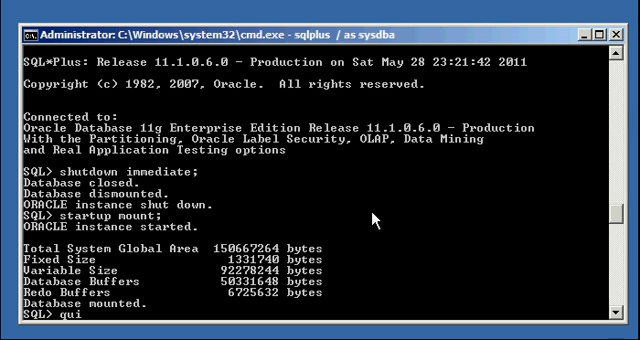 Administrator: C:\Windows\system32\cmd.exe - sqlplus / as sysdba
SQL*Plus: Release 11.1.0.6.0 - Production on Sat May 28 23:21:42 2011
Copyright (c) 1982, 2007, Oracle.  All rights reserved.
Connected to:
Oracle Database 11g Enterprise Edition Release 11.1.0.6.0 - Production
With the Partitioning, Oracle Label Security, OLAP, Data Mining
and Real Application Testing options
SQL> shutdown immediate;
Database closed.
Database dismounted.
ORACLE instance shut down.
SQL> startup mount;
ORACLE instance started.
Total System Global Area  150667264 bytes
Fixed Size                  1331740 bytes
Variable Size              92278244 bytes
Database Buffers           50331648 bytes
Redo Buffers                6725632 bytes
Database mounted.
SQL> qui